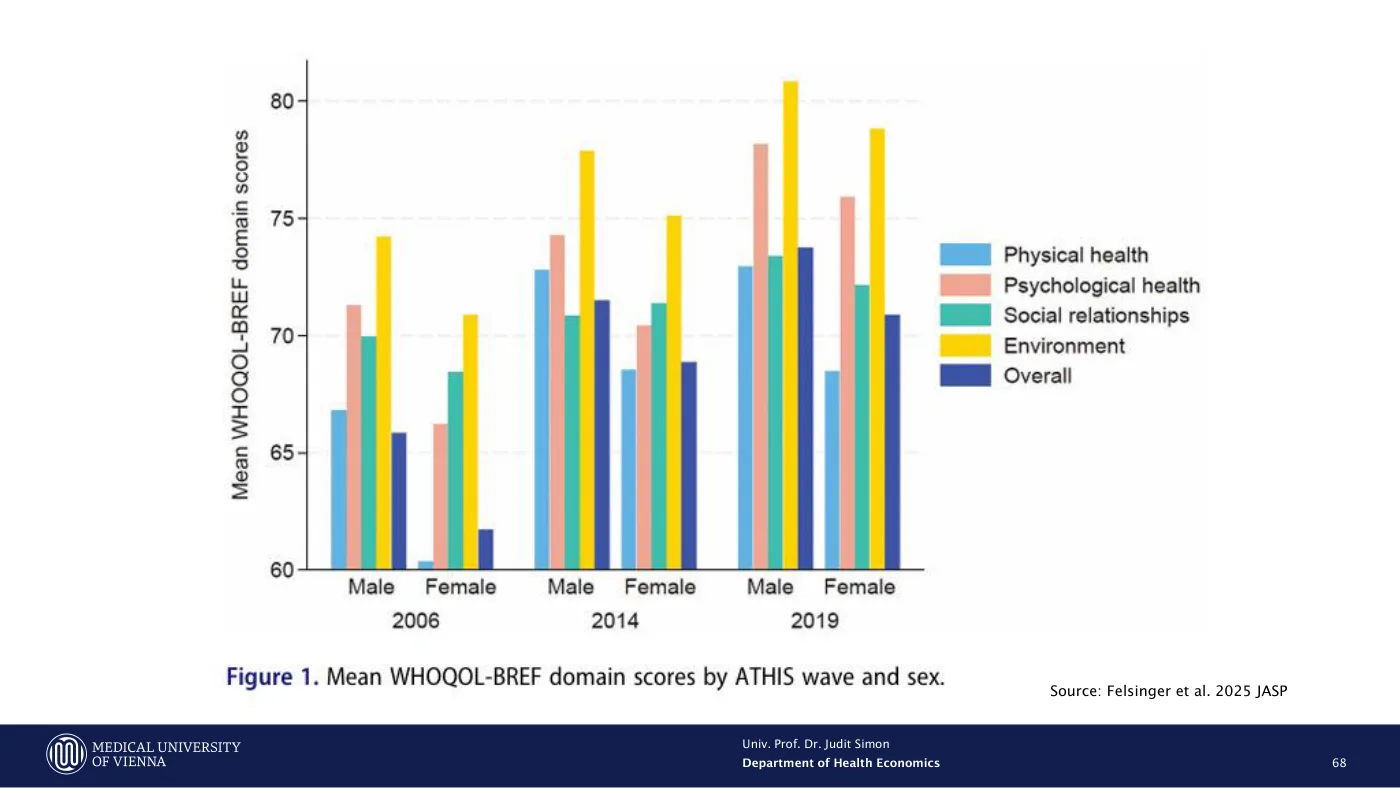 Mean WHOQOL-BREF domain scores
80
75
70
65
60
Male Female Male Female Male Female
2006 2014 2019
Physical health
Psychological health
Social relationships
Environment
Overall
Figure 1. Mean WHOQOL-BREF domain scores by ATHIS wave and sex.
Source: Felsinger et al. 2025 JASP
MEDICAL UNIVERSITY
OF VIENNA
Univ. Prof. Dr. Judit Simon
Department of Health Economics
68